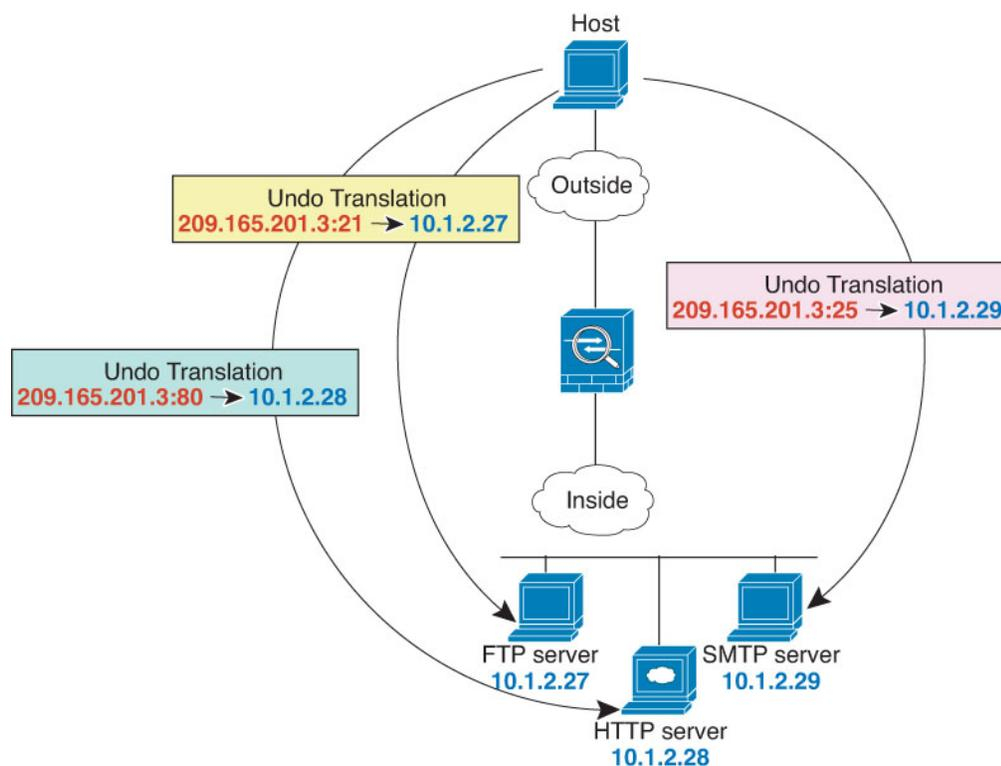 Host
Outside
Undo Translation
209.165.201.3:21 → 10.1.2.27
Undo Translation
209.165.201.3:25 → 10.1.2.29
Undo Translation
209.165.201.3:80 → 10.1.2.28
Inside
FTP server
10.1.2.27
SMTP server
10.1.2.29
HTTP server
10.1.2.28